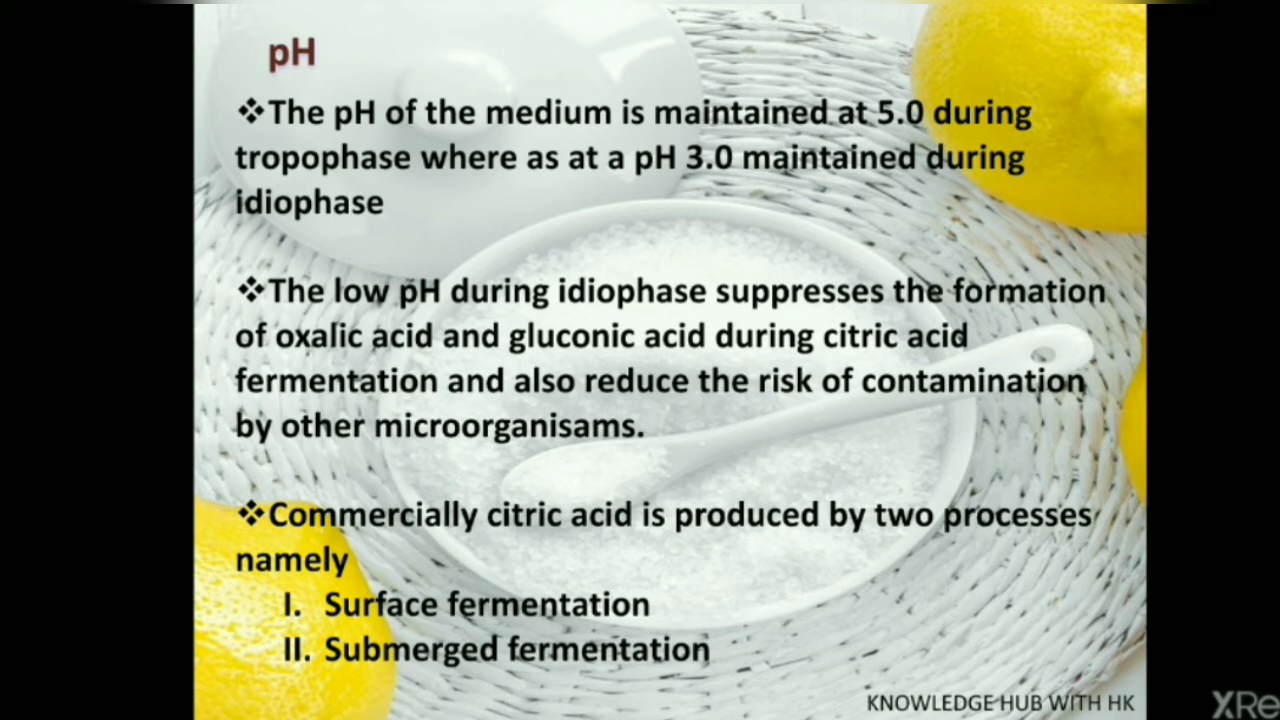 pH
❖The pH of the medium is maintained at 5.0 during
tropophase where as at a pH 3.0 maintained during
idiophase
❖The low pH during idiophase suppresses the formation
of oxalic acid and gluconic acid during citric acid
fermentation and also reduce the risk of contamination
by other microorganisams.
❖Commercially citric acid is produced by two processes
namely
I. Surface fermentation
II. Submerged fermentation
KNOWLEDGE HUB WITH HK
XRe